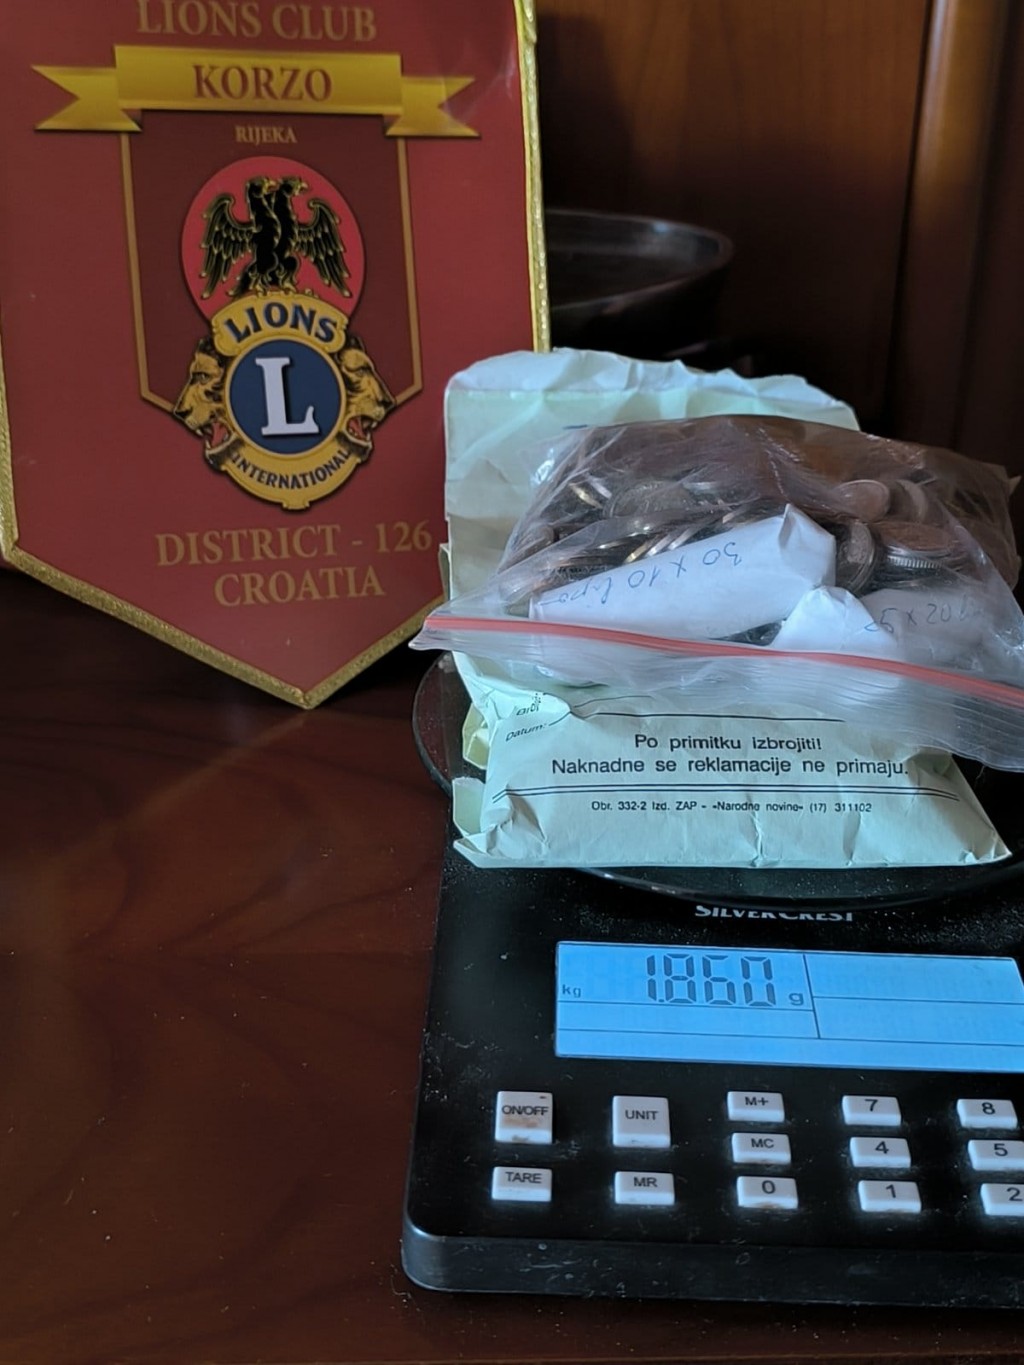 LIONS CLUB
KORZO
RIJEKA
LIONS
L
INTERNATIONAL
DISTRICT - 126
CROATIA
30 x 10 lipa
25 x 20
Datum:
Po primitku izbrojiti!
Naknadne se reklamacije ne primaju.
Obr. 332-2 Izd. ZAP - «Narodne novine» (17) 311102
SILVERCREST
kg 1.860 g
ON/OFF UNIT M+ 7 8
MC 4 5
TARE MR 0 1 2